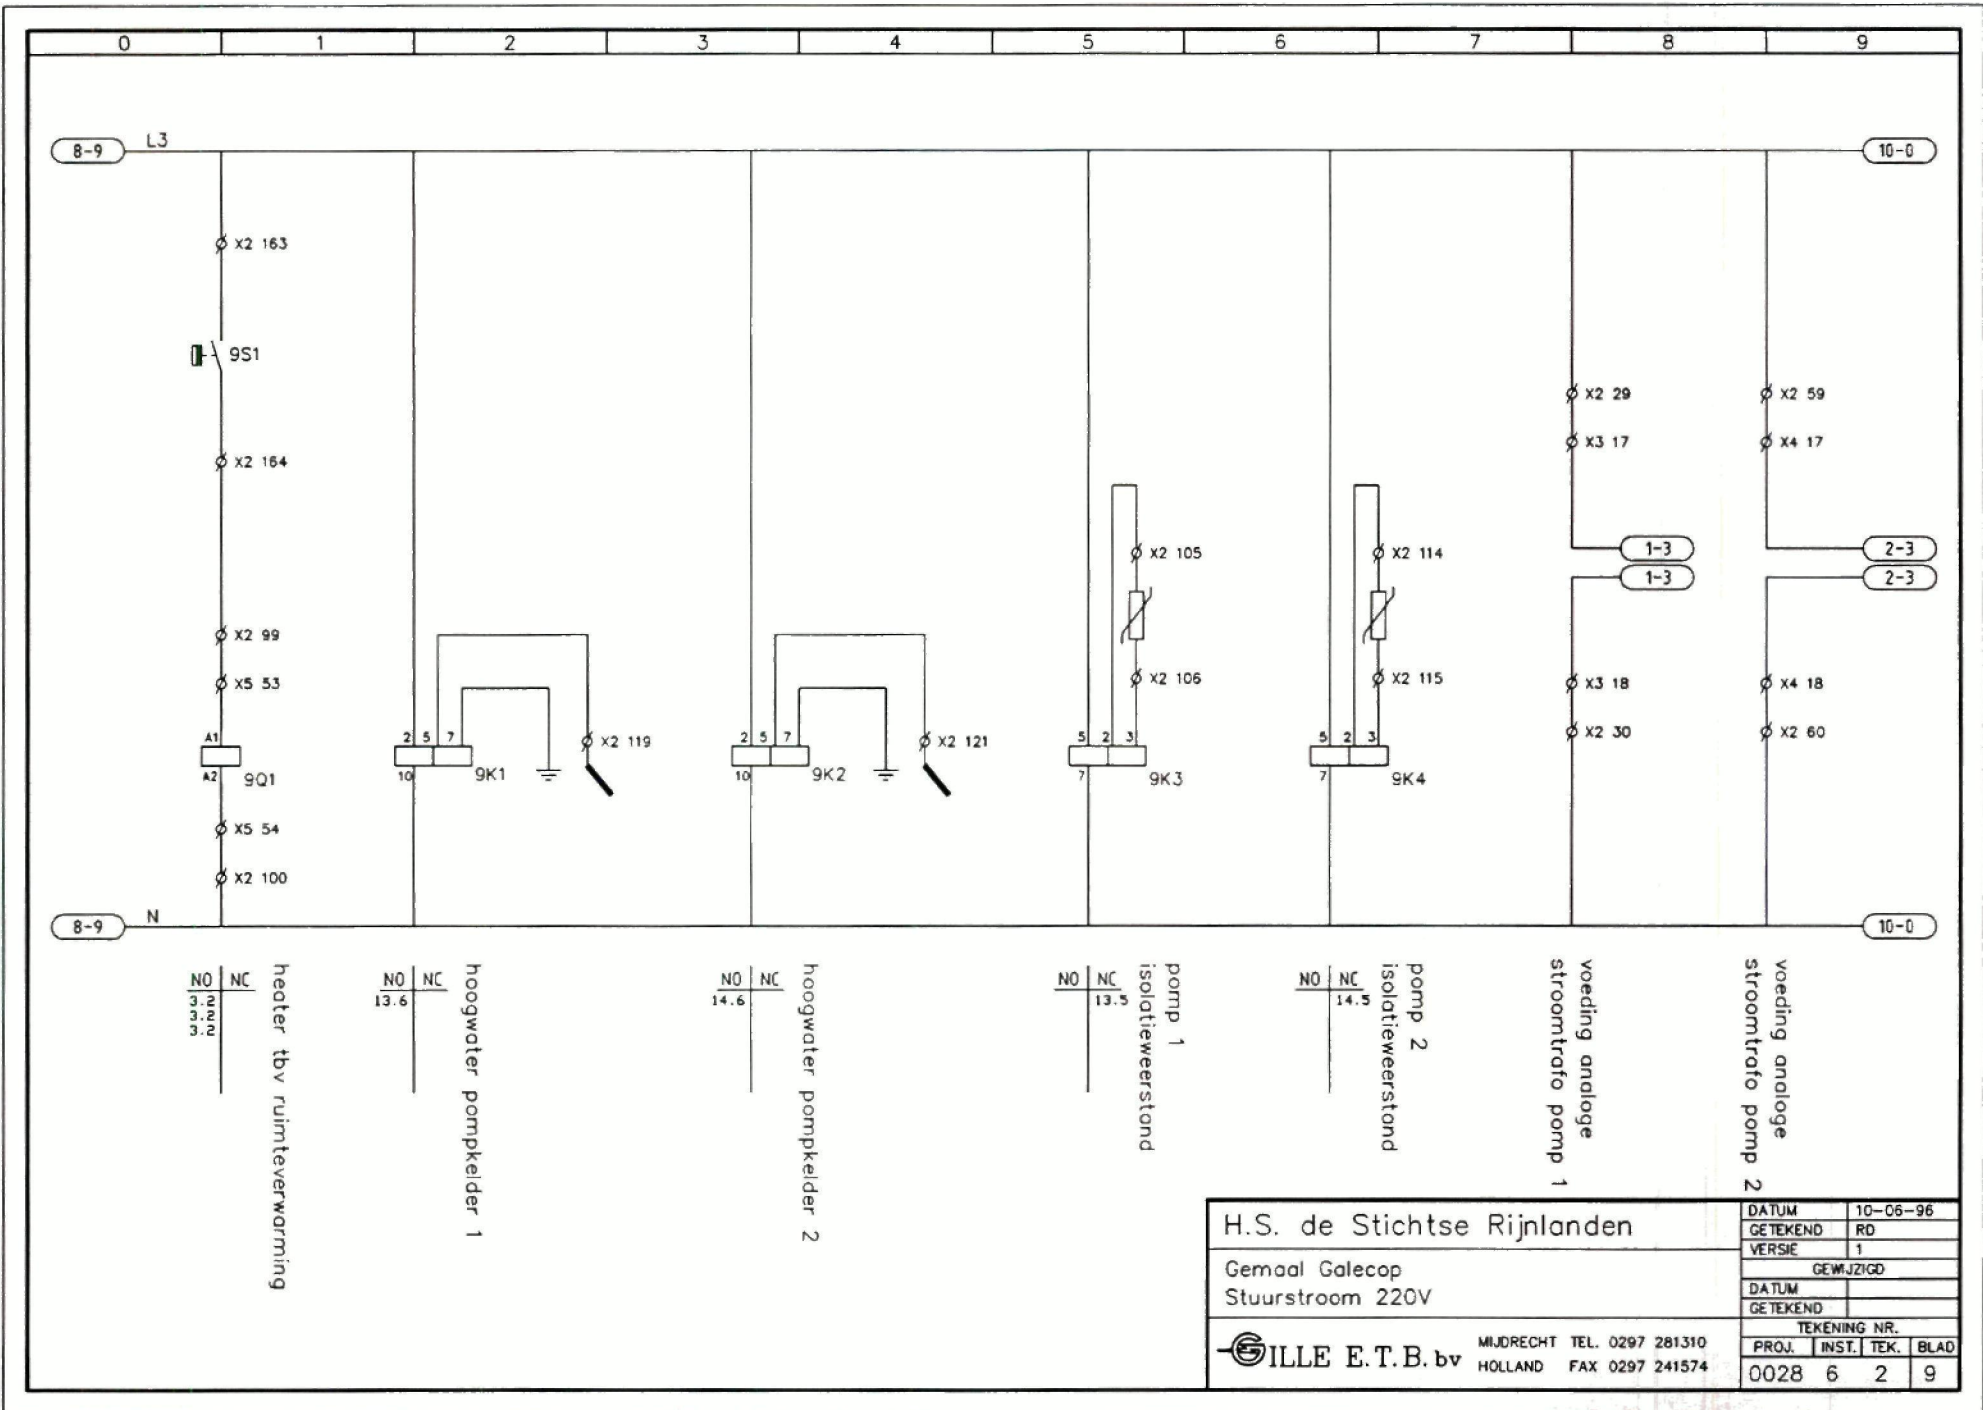 0 1 2 3 4 5 6 7 8 9
8-9 L3 10-0
X2 163
9S1
X2 29 X2 59
X3 17 X4 17
X2 164
X2 105 X2 114
1-3 2-3
1-3 2-3
X2 99
X5 53
X2 106 X2 115
X3 18 X4 18
X2 30 X2 60
A1 2 5 7 X2 119 2 5 7 X2 121 5 2 3 5 2 3
A2 9Q1 10 9K1 10 9K2 7 9K3 7 9K4
X5 54
X2 100
8-9 N 10-0
NO NC
3.2
3.2
3.2
heater tbv ruimteverwarming
NO NC
13.6
hoogwater pompkelder 1
NO NC
14.6
hoogwater pompkelder 2
NO NC
13.5
pomp 1
isolatieweerstand
NO NC
14.5
pomp 2
isolatieweerstand
voeding analoge
stroomtrafo pomp 1
voeding analoge
stroomtrafo pomp 2
H.S. de Stichtse Rijnlanden
Gemaal Galecop
Stuurstroom 220V
GILLE E.T.B. bv
MIJDRECHT TEL. 0297 281310
HOLLAND FAX 0297 241574
DATUM 10-06-96
GETEKEND RD
VERSIE 1
GEWIJZIGD
DATUM
GETEKEND
TEKENING NR.
PROJ. INST. TEK. BLAD
0028 6 2 9